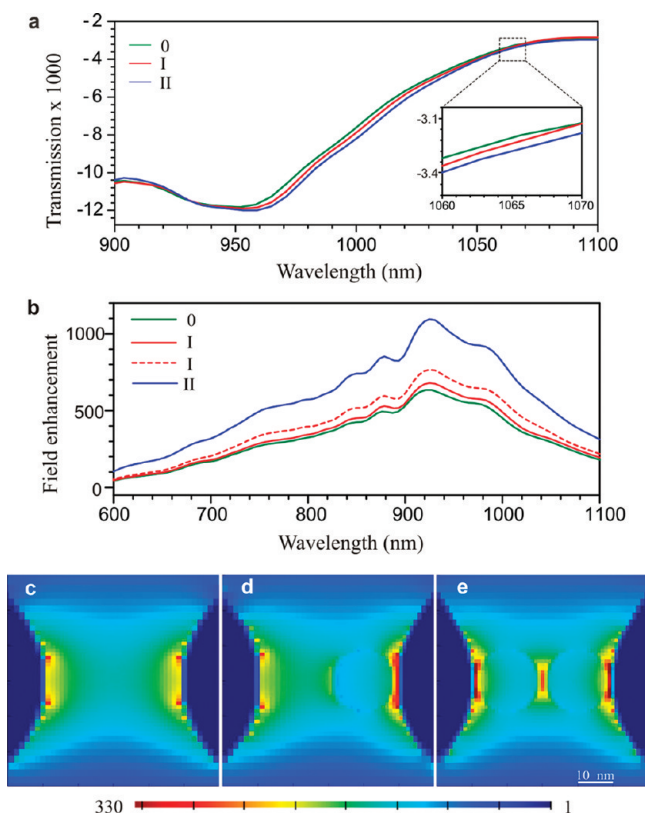 a
-2
-4
-6
-8
-10
-12
Transmission x 1000
0
I
II
-3.1
-3.4
1060 1065 1070
900 950 1000 1050 1100
Wavelength (nm)
b
1000
500
0
Field enhancement
0
I
I
II
600 700 800 900 1000 1100
Wavelength (nm)
c d e
10 nm
330 1